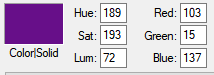 Hue: 189 Red: 103
Sat: 193 Green: 15
Color|Solid Lum: 72 Blue: 137